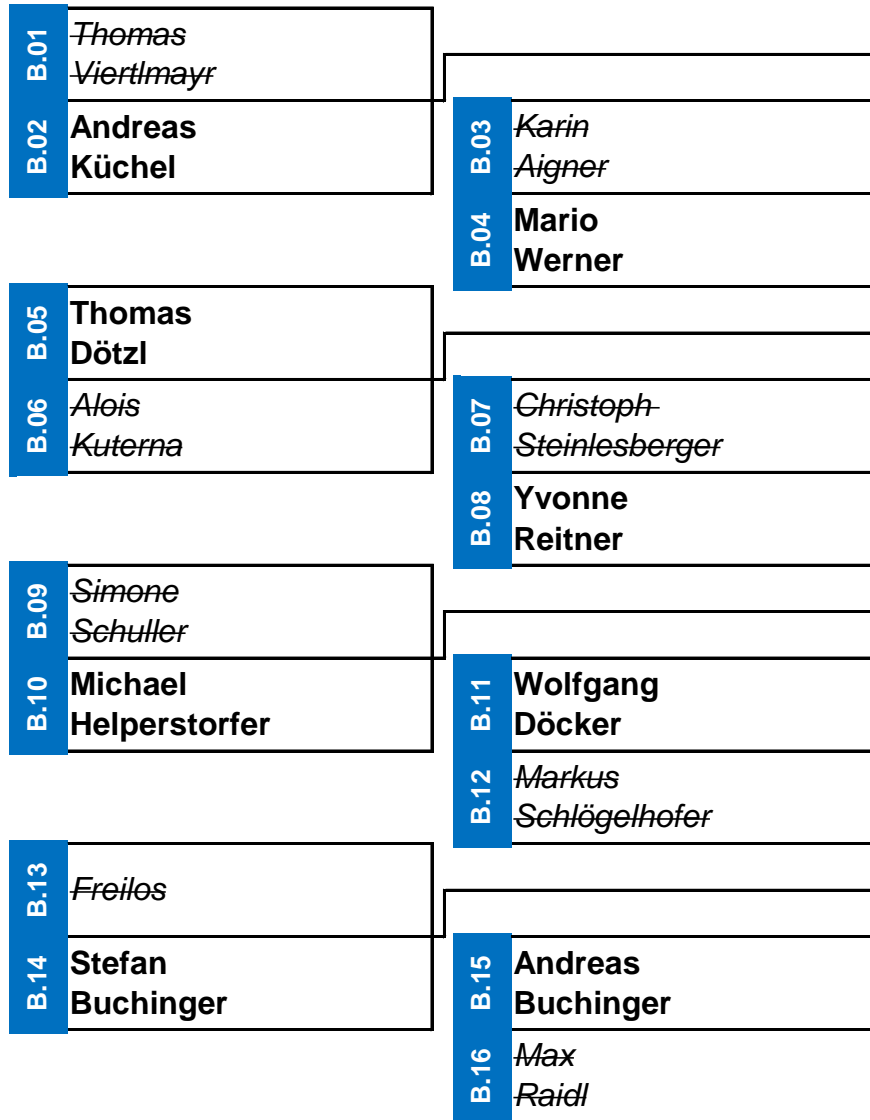 B.01
Thomas
Viertlmayr
B.02
Andreas
Küchel
B.03
Karin
Aigner
B.04
Mario
Werner
B.05
Thomas
Dötzl
B.06
Alois
Kuterna
B.07
Christoph
Steinlesberger
B.08
Yvonne
Reitner
B.09
Simone
Schuller
B.10
Michael
Helperstorfer
B.11
Wolfgang
Döcker
B.12
Markus
Schlögelhofer
B.13
Freilos
B.14
Stefan
Buchinger
B.15
Andreas
Buchinger
B.16
Max
Raidl